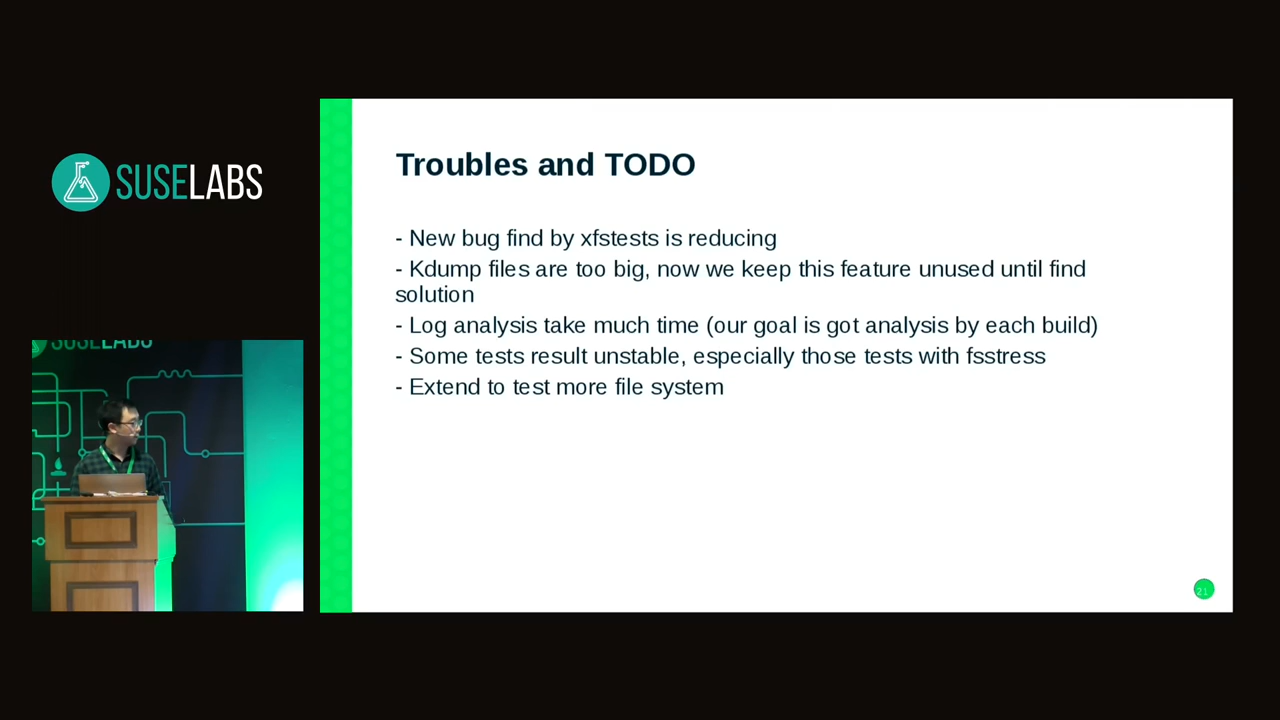 SUSELABS
Troubles and TODO
- New bug find by xfstests is reducing
- Kdump files are too big, now we keep this feature unused until find
solution
- Log analysis take much time (our goal is got analysis by each build)
- Some tests result unstable, especially those tests with fsstress
- Extend to test more file system
SUSELABS
21